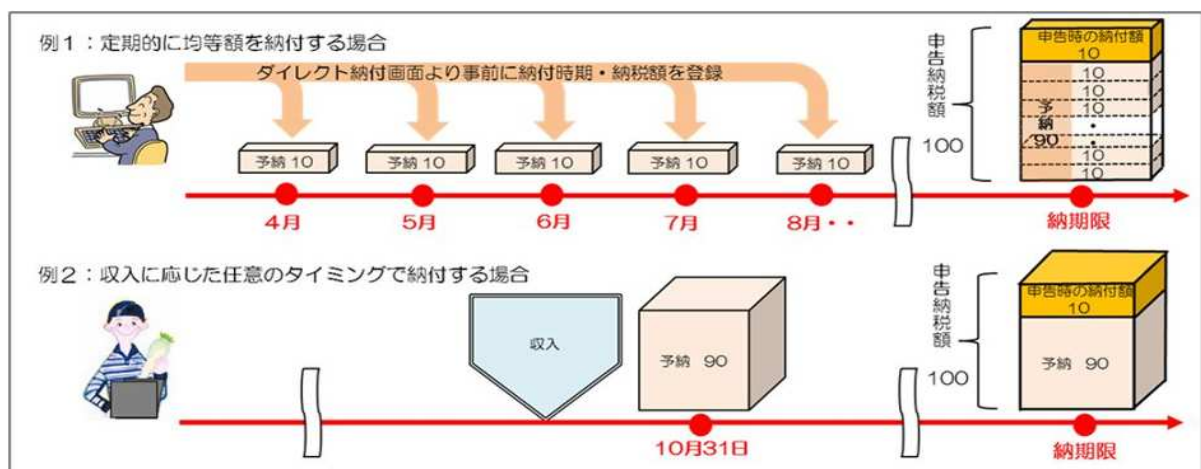 例1：定期的に均等額を納付する場合
ダイレクト納付画面より事前に納付時期・納税額を登録
予納 10
予納 10
予納 10
予納 10
予納 10
4月
5月
6月
7月
8月・・
申告納税額
100
申告時の納付額
10
予納
90
10
10
10
・
・
10
10
納期限
例2：収入に応じた任意のタイミングで納付する場合
収入
予納 90
10月31日
申告納税額
100
申告時の納付額
10
予納 90
納期限